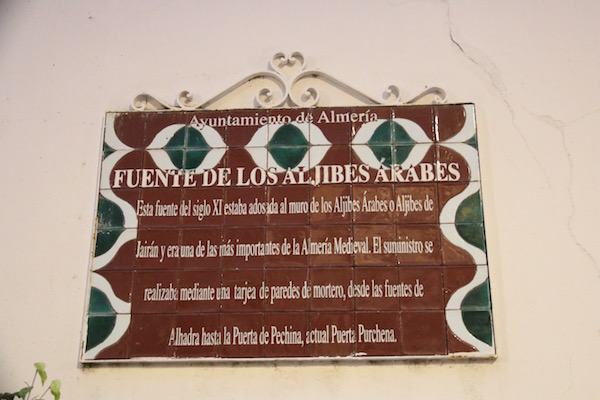 Ayuntamiento de Almería
FUENTE DE LOS ALJIBES ÁRABES
Esta fuente del siglo XI estaba adosada al muro de los Aljibes Árabes o Aljibes de
Jairán y era una de las más importantes de la Almería Medieval. El suministro se
realizaba mediante una tarjea de paredes de mortero, desde las fuentes de
Alhadra hasta la Puerta de Pechina, actual Puerta Purchena.